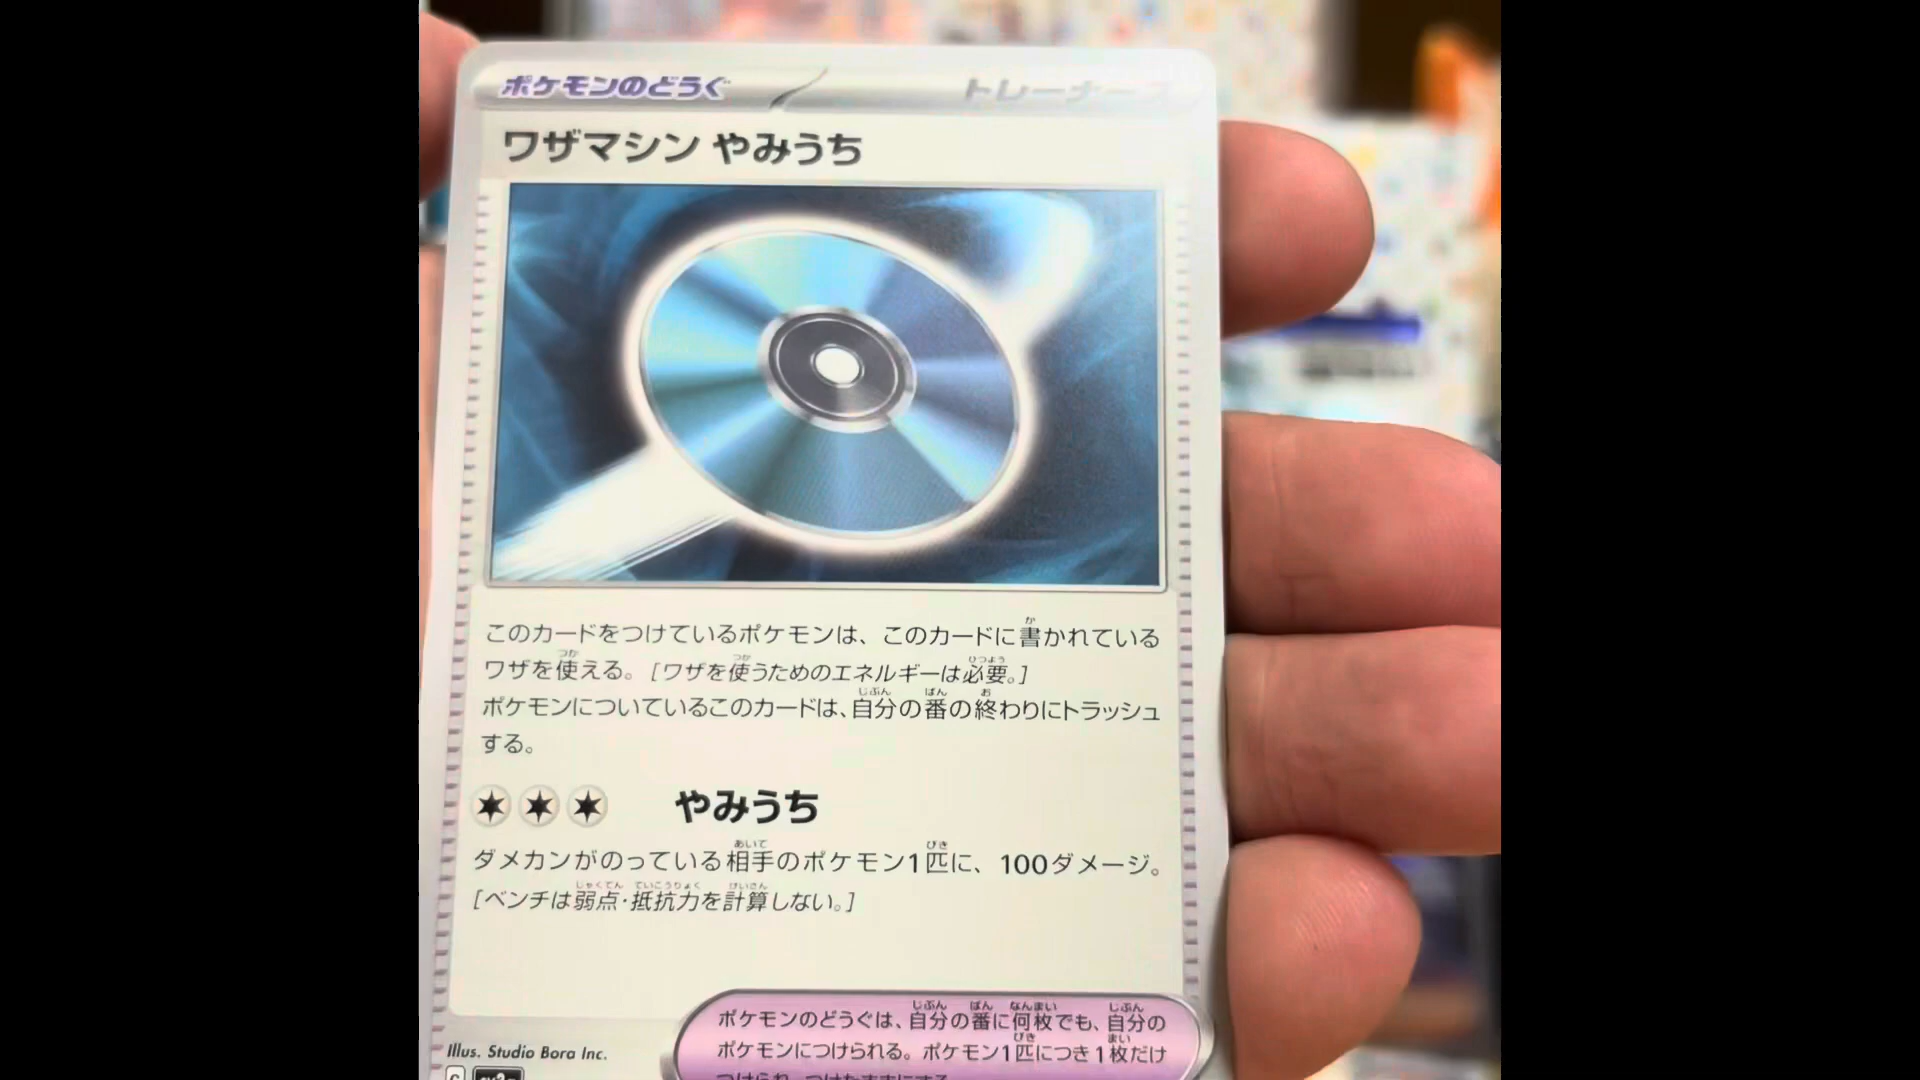 ポケモンのどうぐ トレーナーズ
ワザマシン やみうち
このカードをつけているポケモンは、このカードに書かれている
ワザを使える。[ワザを使うためのエネルギーは必要。]
ポケモンについているこのカードは、自分の番の終わりにトラッシュ
する。
やみうち
ダメカンがのっている相手のポケモン1匹に、100ダメージ。
[ベンチは弱点・抵抗力を計算しない。]
ポケモンのどうぐは、自分の番に何枚でも、自分の
ポケモンにつけられる。ポケモン1匹につき1枚だけ
Illus. Studio Bora Inc.